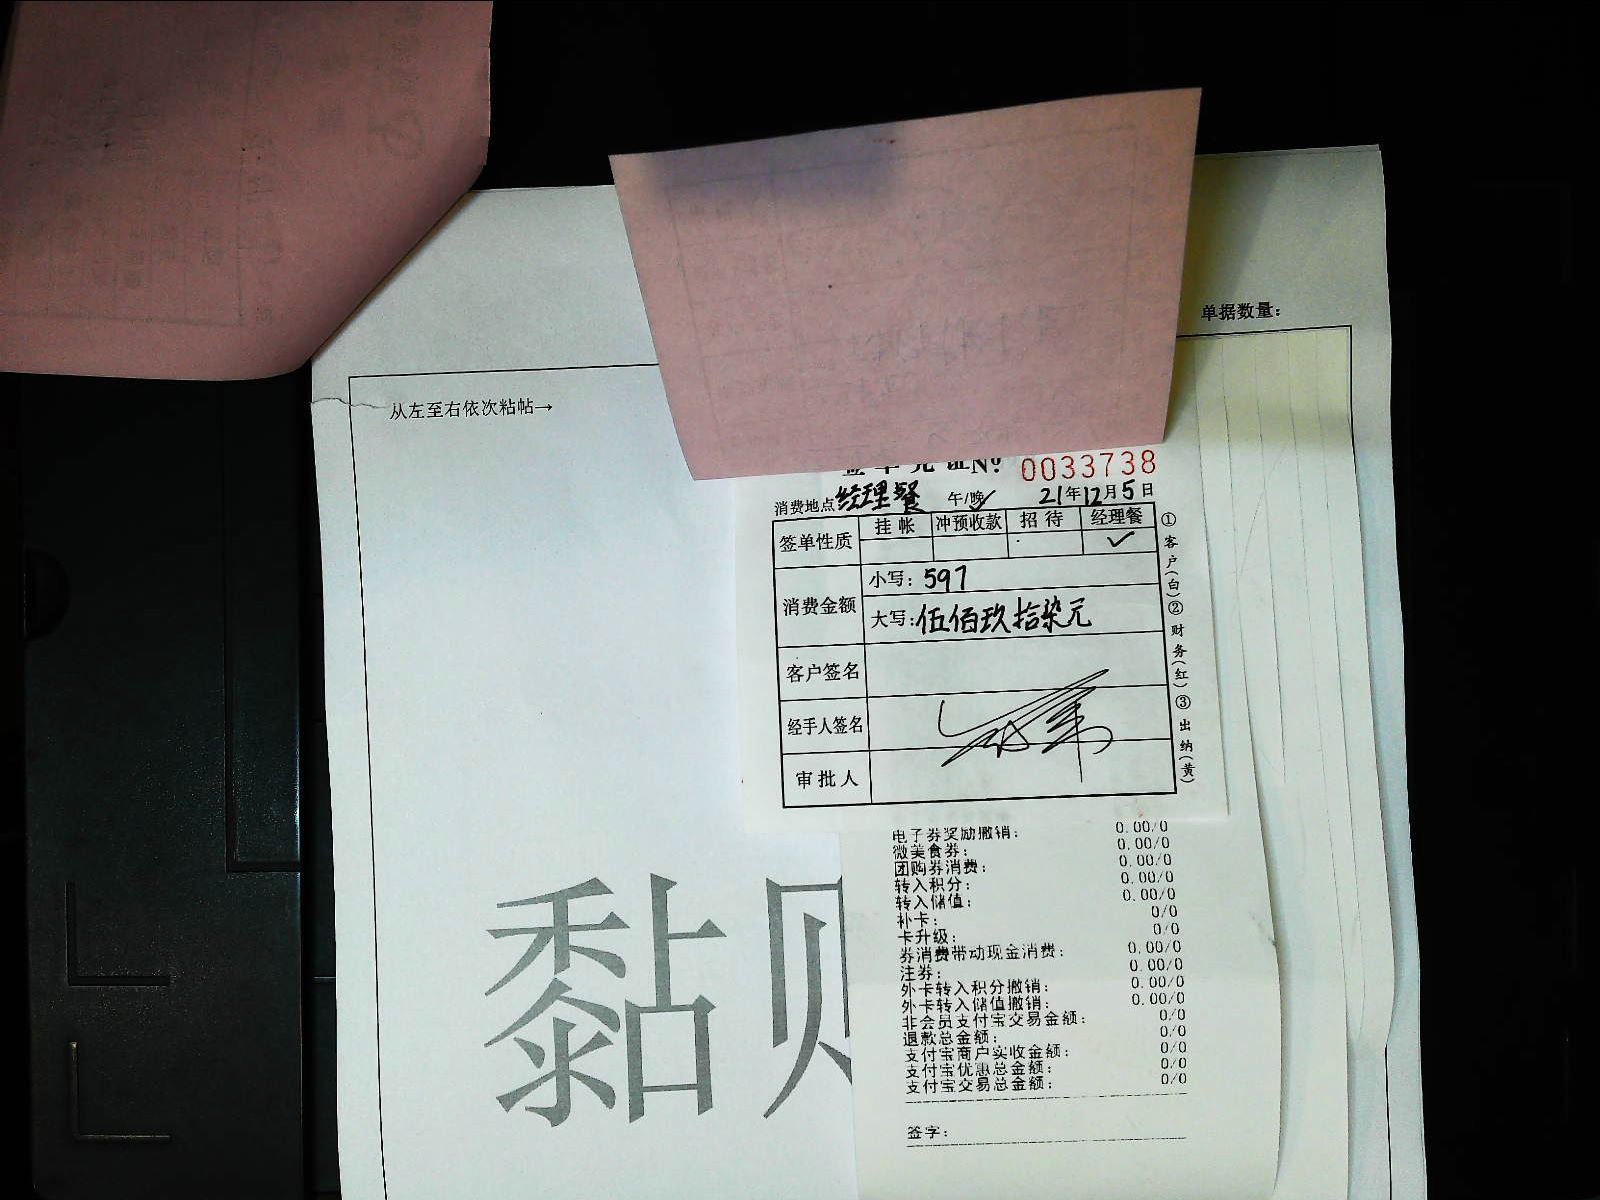 单据数量：
从左至右依次粘帖→
签单凭证No: 0033738
消费地点 经理餐 午/晚✓ 21年12月5日
签单性质 挂帐 冲预收款 招待 经理餐
✓
消费金额
小写：597
大写：伍佰玖拾柒元
客户签名
经手人签名
审批人
①客户(白)②财务(红)③出纳(黄)
电子券奖励撤销： 0.00/0
微美食券： 0.00/0
团购券消费： 0.00/0
转入积分： 0.00/0
转入储值： 0.00/0
补卡： 0/0
卡升级： 0/0
券消费带动现金消费： 0.00/0
注券： 0.00/0
外卡转入积分撤销： 0.00/0
外卡转入储值撤销： 0.00/0
非会员支付宝交易金额： 0/0
退款总金额： 0/0
支付宝商户实收金额： 0/0
支付宝优惠总金额： 0/0
支付宝交易总金额： 0/0
签字：
黏贴